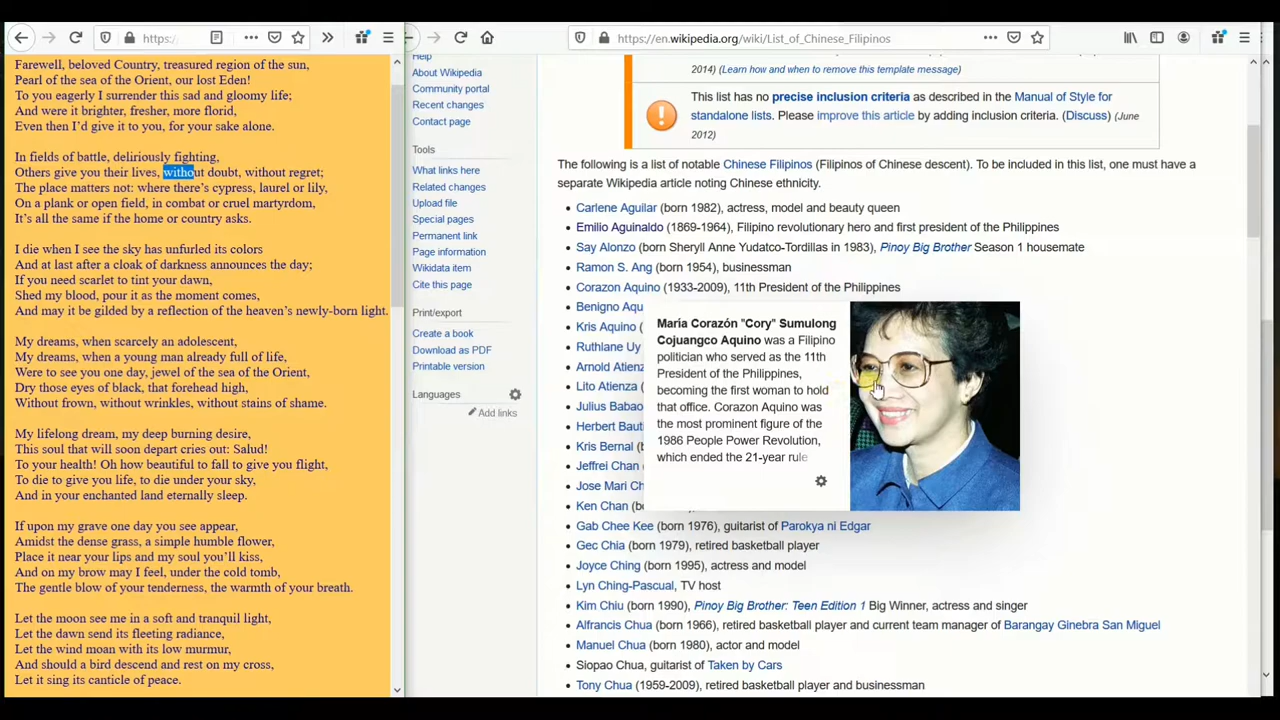 https:/
https://en.wikipedia.org/wiki/List_of_Chinese_Filipinos
Farewell, beloved Country, treasured region of the sun,
Pearl of the sea of the Orient, our lost Eden!
To you eagerly I surrender this sad and gloomy life;
And were it brighter, fresher, more florid,
Even then I’d give it to you, for your sake alone.
In fields of battle, deliriously fighting,
Others give you their lives, without doubt, without regret;
The place matters not: where there’s cypress, laurel or lily,
On a plank or open field, in combat or cruel martyrdom,
It’s all the same if the home or country asks.
I die when I see the sky has unfurled its colors
And at last after a cloak of darkness announces the day;
If you need scarlet to tint your dawn,
Shed my blood, pour it as the moment comes,
And may it be gilded by a reflection of the heaven’s newly-born light.
My dreams, when scarcely an adolescent,
My dreams, when a young man already full of life,
Were to see you one day, jewel of the sea of the Orient,
Dry those eyes of black, that forehead high,
Without frown, without wrinkles, without stains of shame.
My lifelong dream, my deep burning desire,
This soul that will soon depart cries out: Salud!
To your health! Oh how beautiful to fall to give you flight,
To die to give you life, to die under your sky,
And in your enchanted land eternally sleep.
If upon my grave one day you see appear,
Amidst the dense grass, a simple humble flower,
Place it near your lips and my soul you’ll kiss,
And on my brow may I feel, under the cold tomb,
The gentle blow of your tenderness, the warmth of your breath.
Let the moon see me in a soft and tranquil light,
Let the dawn send its fleeting radiance,
Let the wind moan with its low murmur,
And should a bird descend and rest on my cross,
Let it sing its canticle of peace.
Help
About Wikipedia
Community portal
Recent changes
Contact page
Tools
What links here
Related changes
Upload file
Special pages
Permanent link
Page information
Wikidata item
Cite this page
Print/export
Create a book
Download as PDF
Printable version
Languages
Add links
2014) (Learn how and when to remove this template message)
This list has no precise inclusion criteria as described in the Manual of Style for
standalone lists. Please improve this article by adding inclusion criteria. (Discuss) (June
2012)
The following is a list of notable Chinese Filipinos (Filipinos of Chinese descent). To be included in this list, one must have a
separate Wikipedia article noting Chinese ethnicity.
• Carlene Aguilar (born 1982), actress, model and beauty queen
• Emilio Aguinaldo (1869-1964), Filipino revolutionary hero and first president of the Philippines
• Say Alonzo (born Sheryll Anne Yudatco-Tordillas in 1983), Pinoy Big Brother Season 1 housemate
• Ramon S. Ang (born 1954), businessman
• Corazon Aquino (1933-2009), 11th President of the Philippines
• Benigno Aqu
• Kris Aquino (
• Ruthlane Uy
• Arnold Atienz
• Lito Atienza (
• Julius Babao
• Herbert Baut
• Kris Bernal (
• Jeffrei Chan (
• Jose Mari Ch
• Ken Chan (bo
• Gab Chee Kee (born 1976), guitarist of Parokya ni Edgar
• Gec Chia (born 1979), retired basketball player
• Joyce Ching (born 1995), actress and model
• Lyn Ching-Pascual, TV host
• Kim Chiu (born 1990), Pinoy Big Brother: Teen Edition 1 Big Winner, actress and singer
• Alfrancis Chua (born 1966), retired basketball player and current team manager of Barangay Ginebra San Miguel
• Manuel Chua (born 1980), actor and model
• Siopao Chua, guitarist of Taken by Cars
• Tony Chua (1959-2009), retired basketball player and businessman
María Corazón "Cory" Sumulong
Cojuangco Aquino was a Filipino
politician who served as the 11th
President of the Philippines,
becoming the first woman to hold
that office. Corazon Aquino was
the most prominent figure of the
1986 People Power Revolution,
which ended the 21-year rule